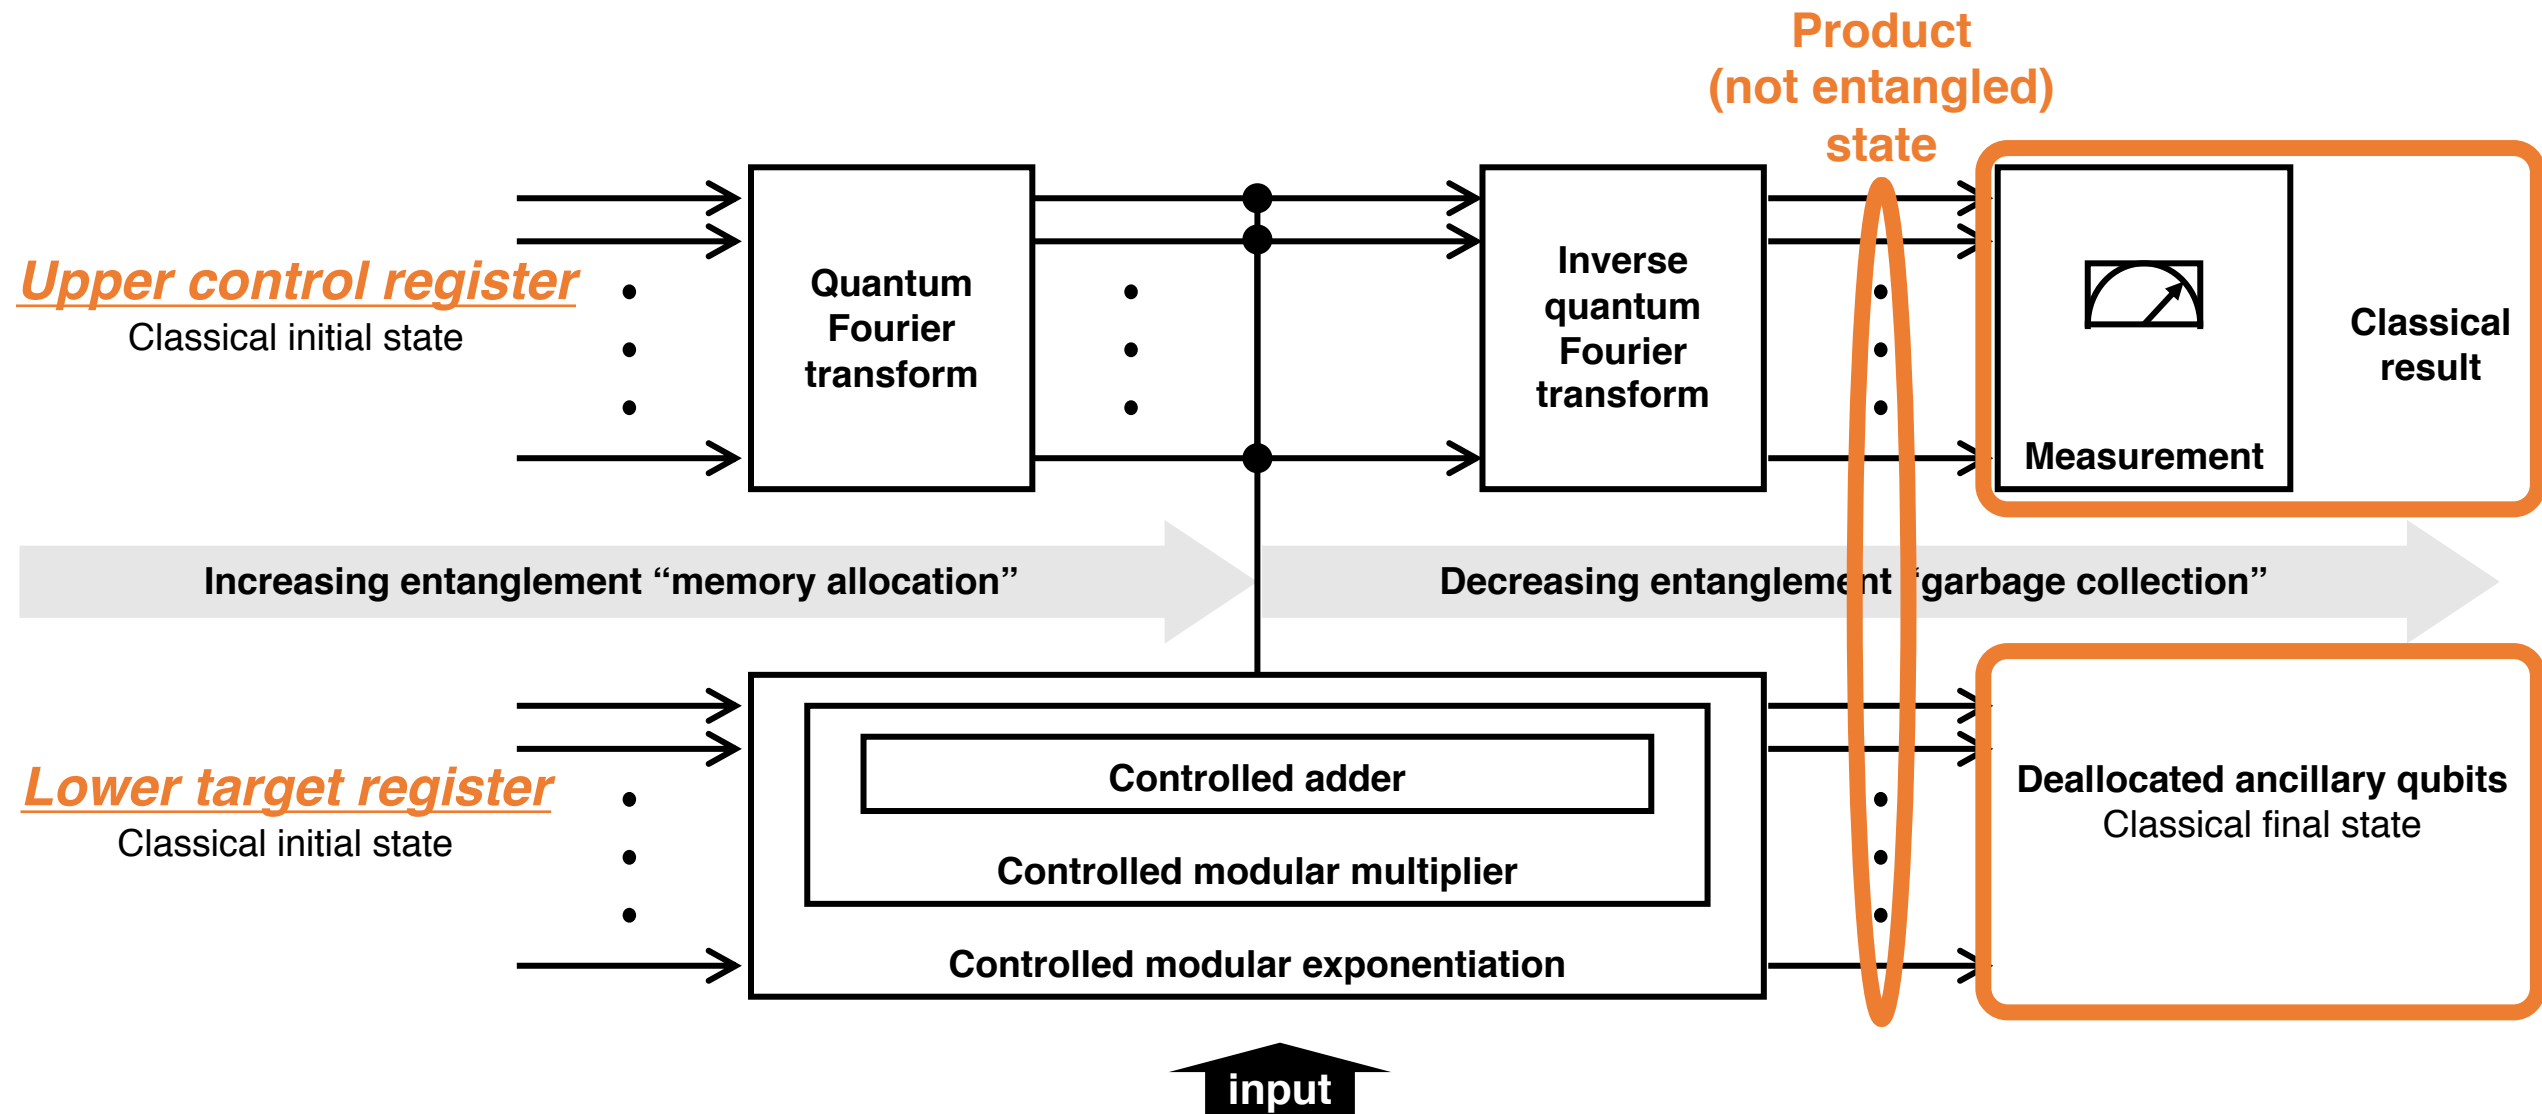 Product
(not entangled)
state
Upper control register
Classical initial state
Quantum
Fourier
transform
Inverse
quantum
Fourier
transform
Measurement
Classical
result
Increasing entanglement “memory allocation”
Decreasing entanglement “garbage collection”
Lower target register
Classical initial state
Controlled adder
Controlled modular multiplier
Controlled modular exponentiation
Deallocated ancillary qubits
Classical final state
input